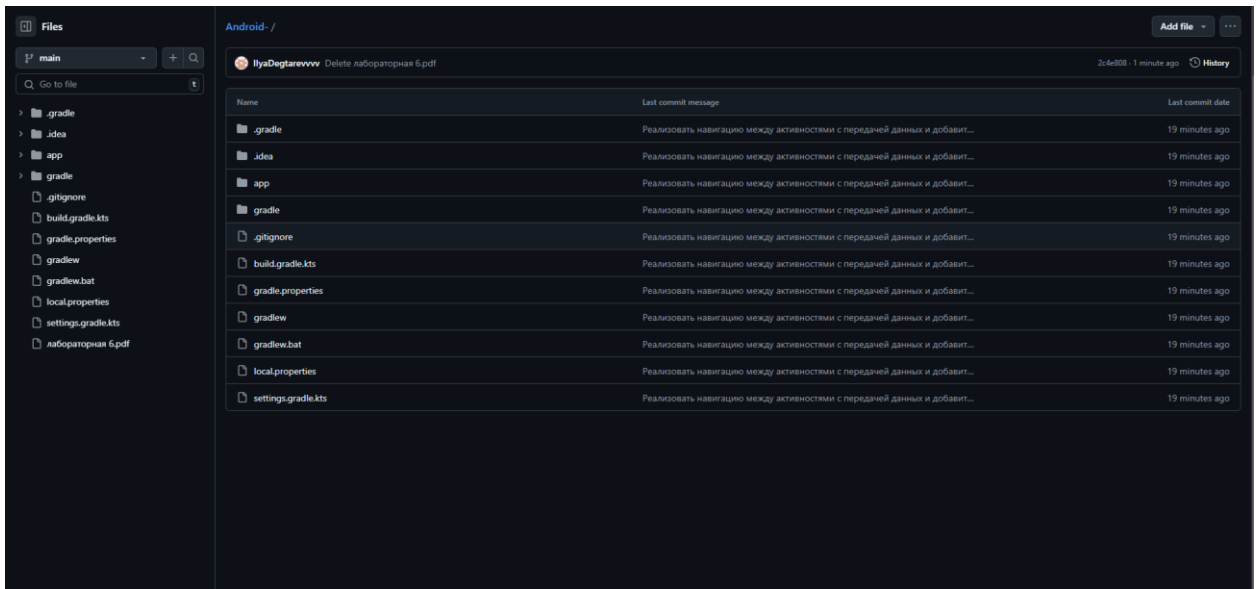 Files
main
Go to file
t
.gradle
.idea
app
gradle
.gitignore
build.gradle.kts
gradle.properties
gradlew
gradlew.bat
local.properties
settings.gradle.kts
лабораторная 6.pdf
Android- /
Add file
IlyaDegtarevvvv Delete лабораторная 6.pdf 2c4e808 · 1 minute ago History
Name Last commit message Last commit date
.gradle Реализовать навигацию между активностями с передачей данных и добавит... 19 minutes ago
.idea Реализовать навигацию между активностями с передачей данных и добавит... 19 minutes ago
app Реализовать навигацию между активностями с передачей данных и добавит... 19 minutes ago
gradle Реализовать навигацию между активностями с передачей данных и добавит... 19 minutes ago
.gitignore Реализовать навигацию между активностями с передачей данных и добавит... 19 minutes ago
build.gradle.kts Реализовать навигацию между активностями с передачей данных и добавит... 19 minutes ago
gradle.properties Реализовать навигацию между активностями с передачей данных и добавит... 19 minutes ago
gradlew Реализовать навигацию между активностями с передачей данных и добавит... 19 minutes ago
gradlew.bat Реализовать навигацию между активностями с передачей данных и добавит... 19 minutes ago
local.properties Реализовать навигацию между активностями с передачей данных и добавит... 19 minutes ago
settings.gradle.kts Реализовать навигацию между активностями с передачей данных и добавит... 19 minutes ago